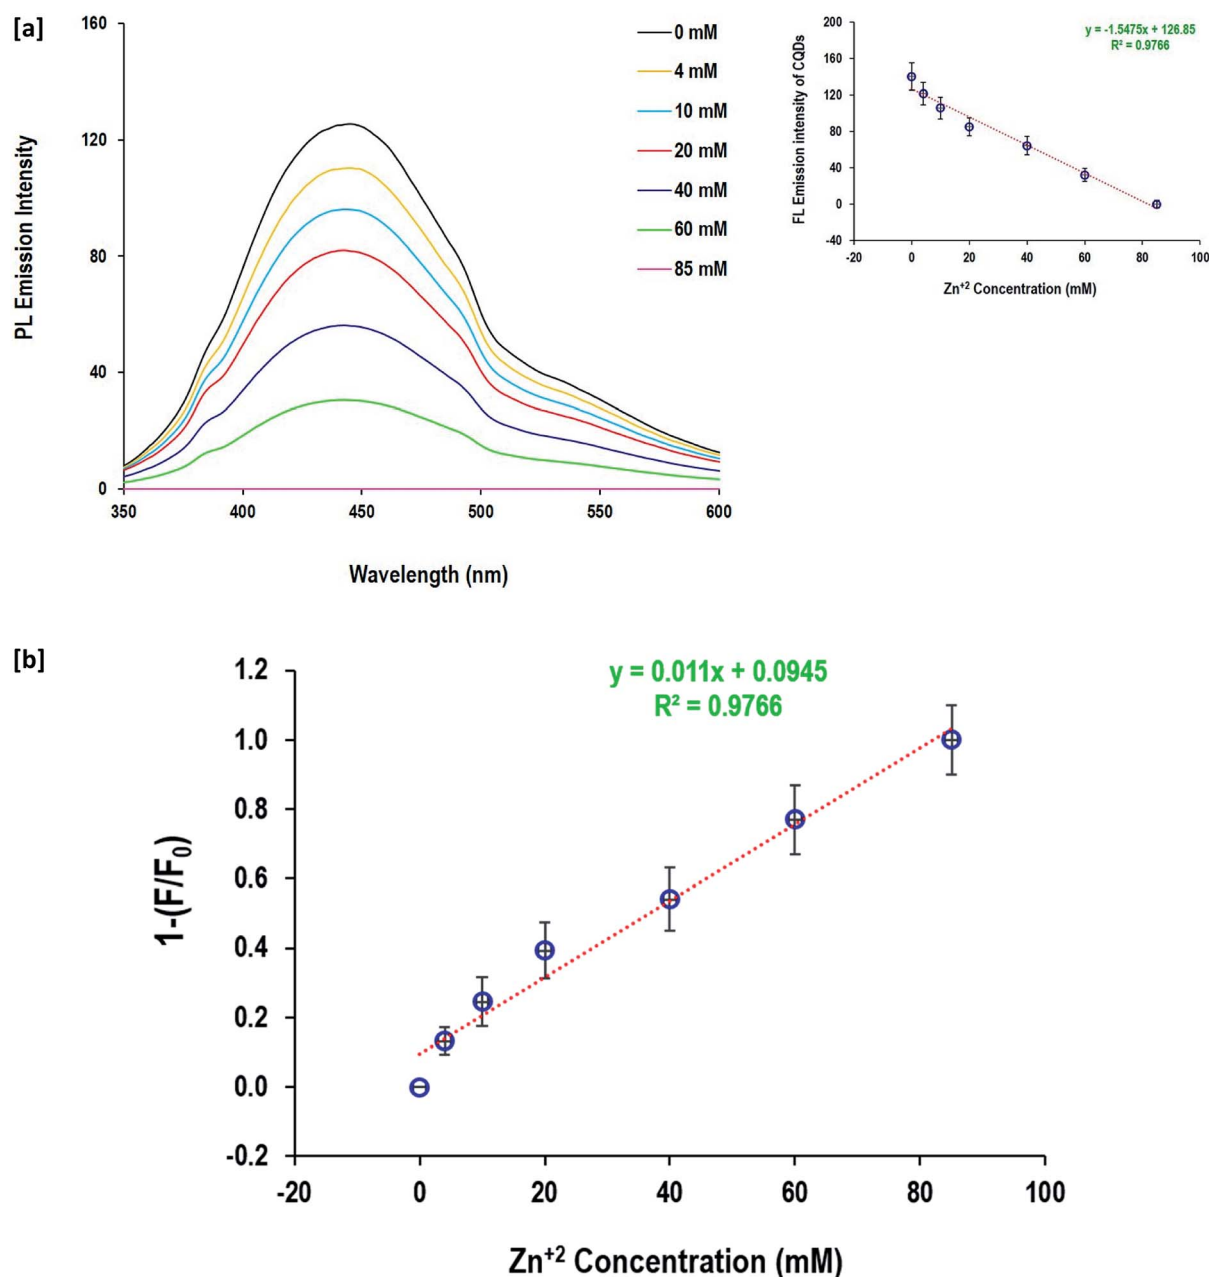 [a]
160
120
80
40
0
PL Emission Intensity
350
400
450
500
550
600
Wavelength (nm)
0 mM
4 mM
10 mM
20 mM
40 mM
60 mM
85 mM
y = -1.5475x + 126.85
R² = 0.9766
200
160
120
80
40
0
-40
FL Emission intensity of CQDs
-20
0
20
40
60
80
100
Zn⁺² Concentration (mM)
[b]
y = 0.011x + 0.0945
R² = 0.9766
1.2
1.0
0.8
0.6
0.4
0.2
0.0
-0.2
1-(F/F₀)
-20
0
20
40
60
80
100
Zn⁺² Concentration (mM)